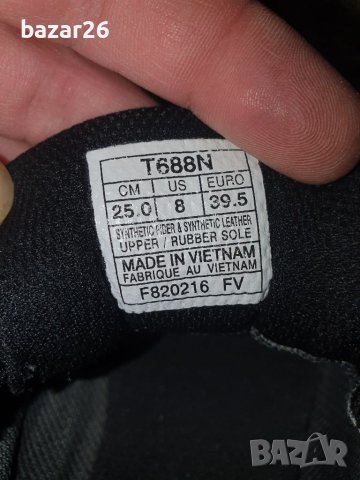 bazar26
T688N
CM US EURO
25.0 8 39.5
SYNTHETIC FIBER & SYNTHETIC LEATHER
UPPER / RUBBER SOLE
MADE IN VIETNAM
FABRIQUE AU VIETNAM
F820216 FV
BAZAR